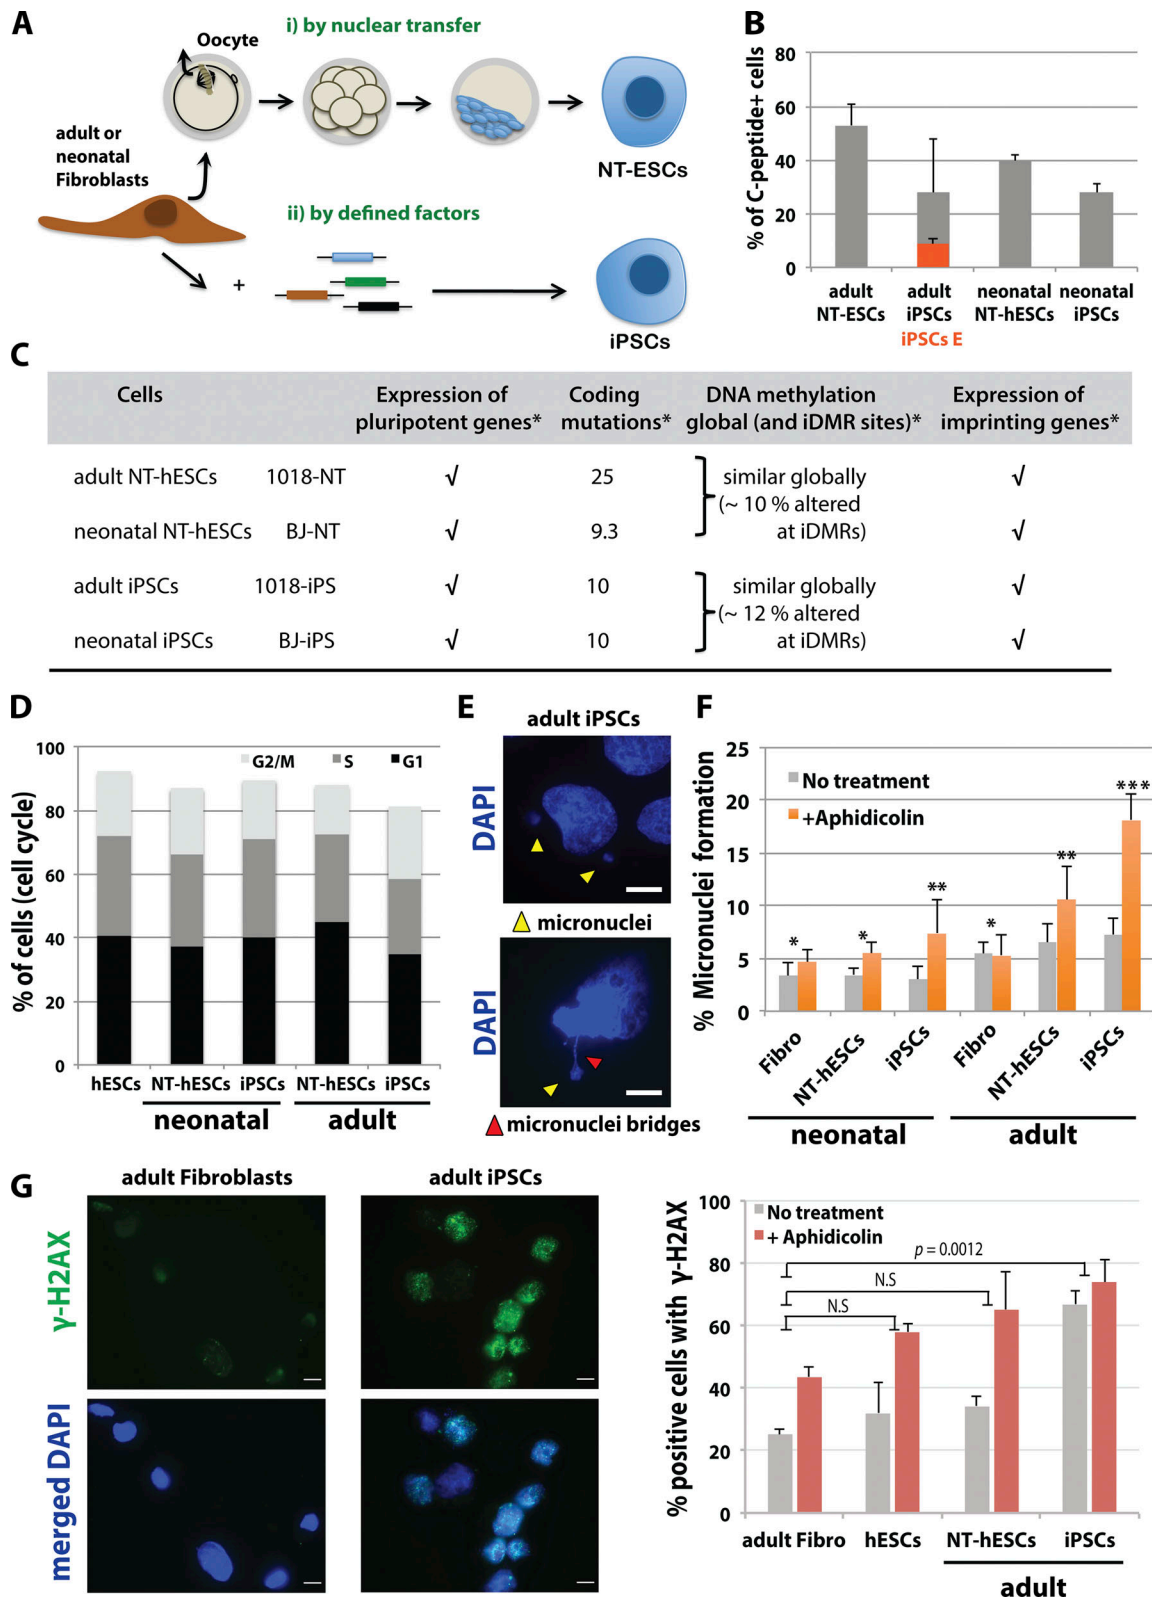 A
i) by nuclear transfer
Oocyte
adult or
neonatal
Fibroblasts
NT-ESCs
ii) by defined factors
+
iPSCs
B
% of C-peptide+ cells
80
60
40
20
0
adult
NT-ESCs
adult
iPSCs
iPSCs E
neonatal
NT-hESCs
neonatal
iPSCs
C
Cells
Expression of
pluripotent genes*
Coding
mutations*
DNA methylation
global (and iDMR sites)*
Expression of
imprinting genes*
adult NT-hESCs 1018-NT √ 25 √
neonatal NT-hESCs BJ-NT √ 9.3 √
similar globally
(~ 10 % altered
at iDMRs)
adult iPSCs 1018-iPS √ 10 √
neonatal iPSCs BJ-iPS √ 10 √
similar globally
(~ 12 % altered
at iDMRs)
D
% of cells (cell cycle)
100
80
60
40
20
0
G2/M S G1
hESCs NT-hESCs iPSCs NT-hESCs iPSCs
neonatal adult
E
adult iPSCs
DAPI
micronuclei
DAPI
micronuclei bridges
F
% Micronuclei formation
25
20
15
10
5
0
No treatment
+Aphidicolin
* * ** * ** ***
Fibro NT-hESCs iPSCs Fibro NT-hESCs iPSCs
neonatal adult
G
adult Fibroblasts adult iPSCs
γ-H2AX
merged DAPI
% positive cells with γ-H2AX
100
80
60
40
20
0
No treatment
+ Aphidicolin
p = 0.0012
N.S
N.S
adult Fibro hESCs NT-hESCs iPSCs
adult